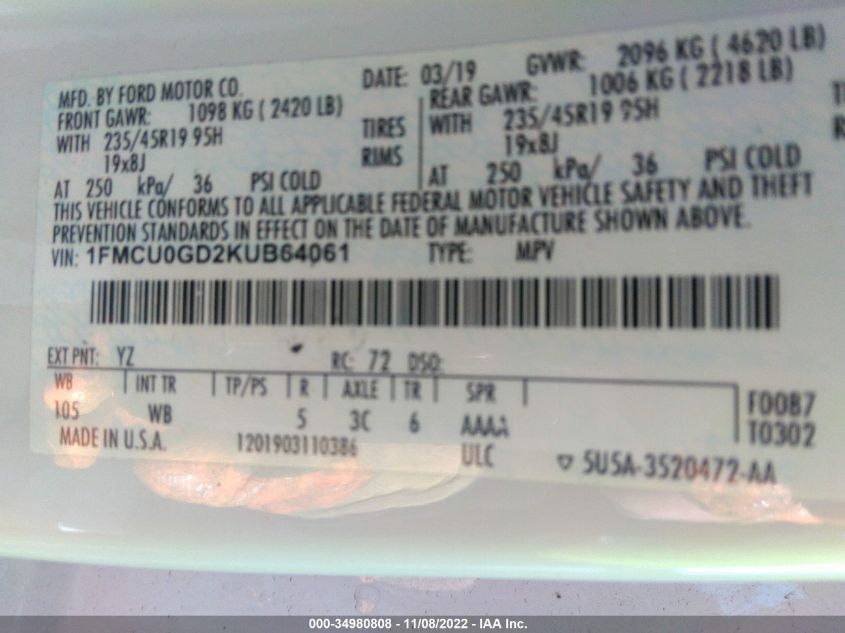 MFD. BY FORD MOTOR CO. DATE: 03/19 GVWR: 2096 KG ( 4620 LB)
FRONT GAWR: 1098 KG ( 2420 LB) REAR GAWR: 1006 KG ( 2218 LB)
WITH 235/45R19 95H TIRES WITH 235/45R19 95H
19x8J RIMS 19x8J
AT 250 kPa/ 36 PSI COLD AT 250 kPa/ 36 PSI COLD
THIS VEHICLE CONFORMS TO ALL APPLICABLE FEDERAL MOTOR VEHICLE SAFETY AND THEFT
PREVENTION STANDARDS IN EFFECT ON THE DATE OF MANUFACTURE SHOWN ABOVE.
VIN: 1FMCU0GD2KUB64061 TYPE: MPV
EXT PNT: YZ RC: 72 DSO:
WB INT TR TP/PS R AXLE TR SPR F0087
105 WB 5 3C 6 AAAA T0302
MADE IN U.S.A. 1201903110386 ULC 5U5A-3520472-AA
000-34980808 - 11/08/2022 - IAA Inc.